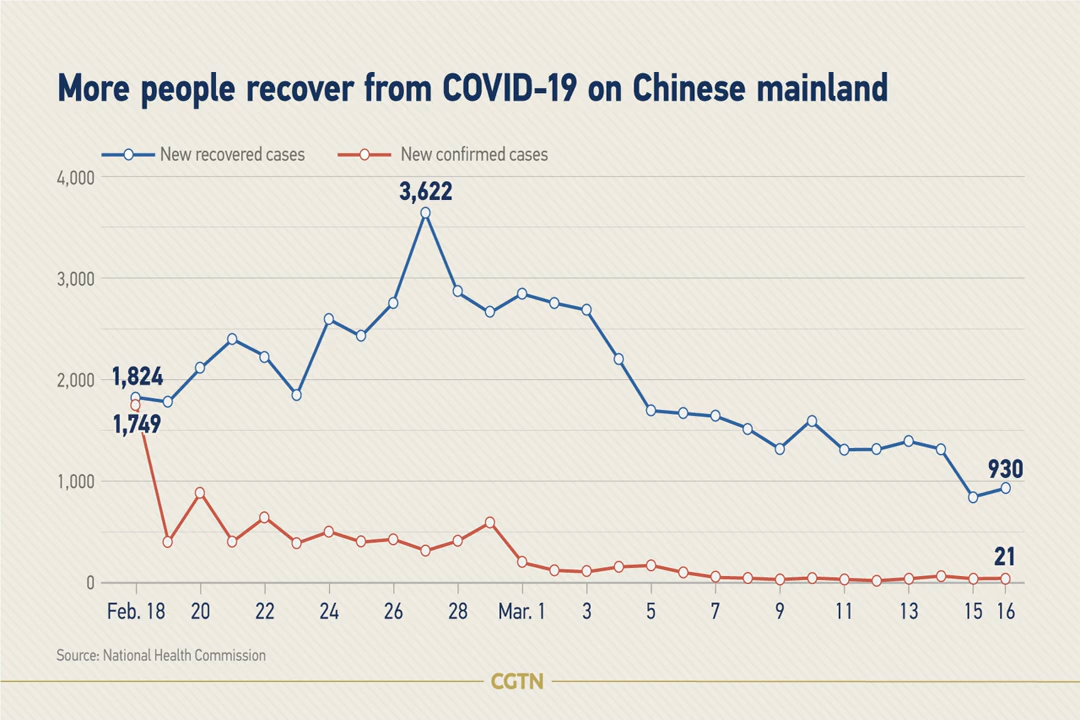 More people recover from COVID-19 on Chinese mainland
New recovered cases New confirmed cases
4,000
3,622
3,000
2,000
1,824
1,749
1,000
930
21
0
Feb. 18 20 22 24 26 28 Mar. 1 3 5 7 9 11 13 15 16
Source: National Health Commission
CGTN